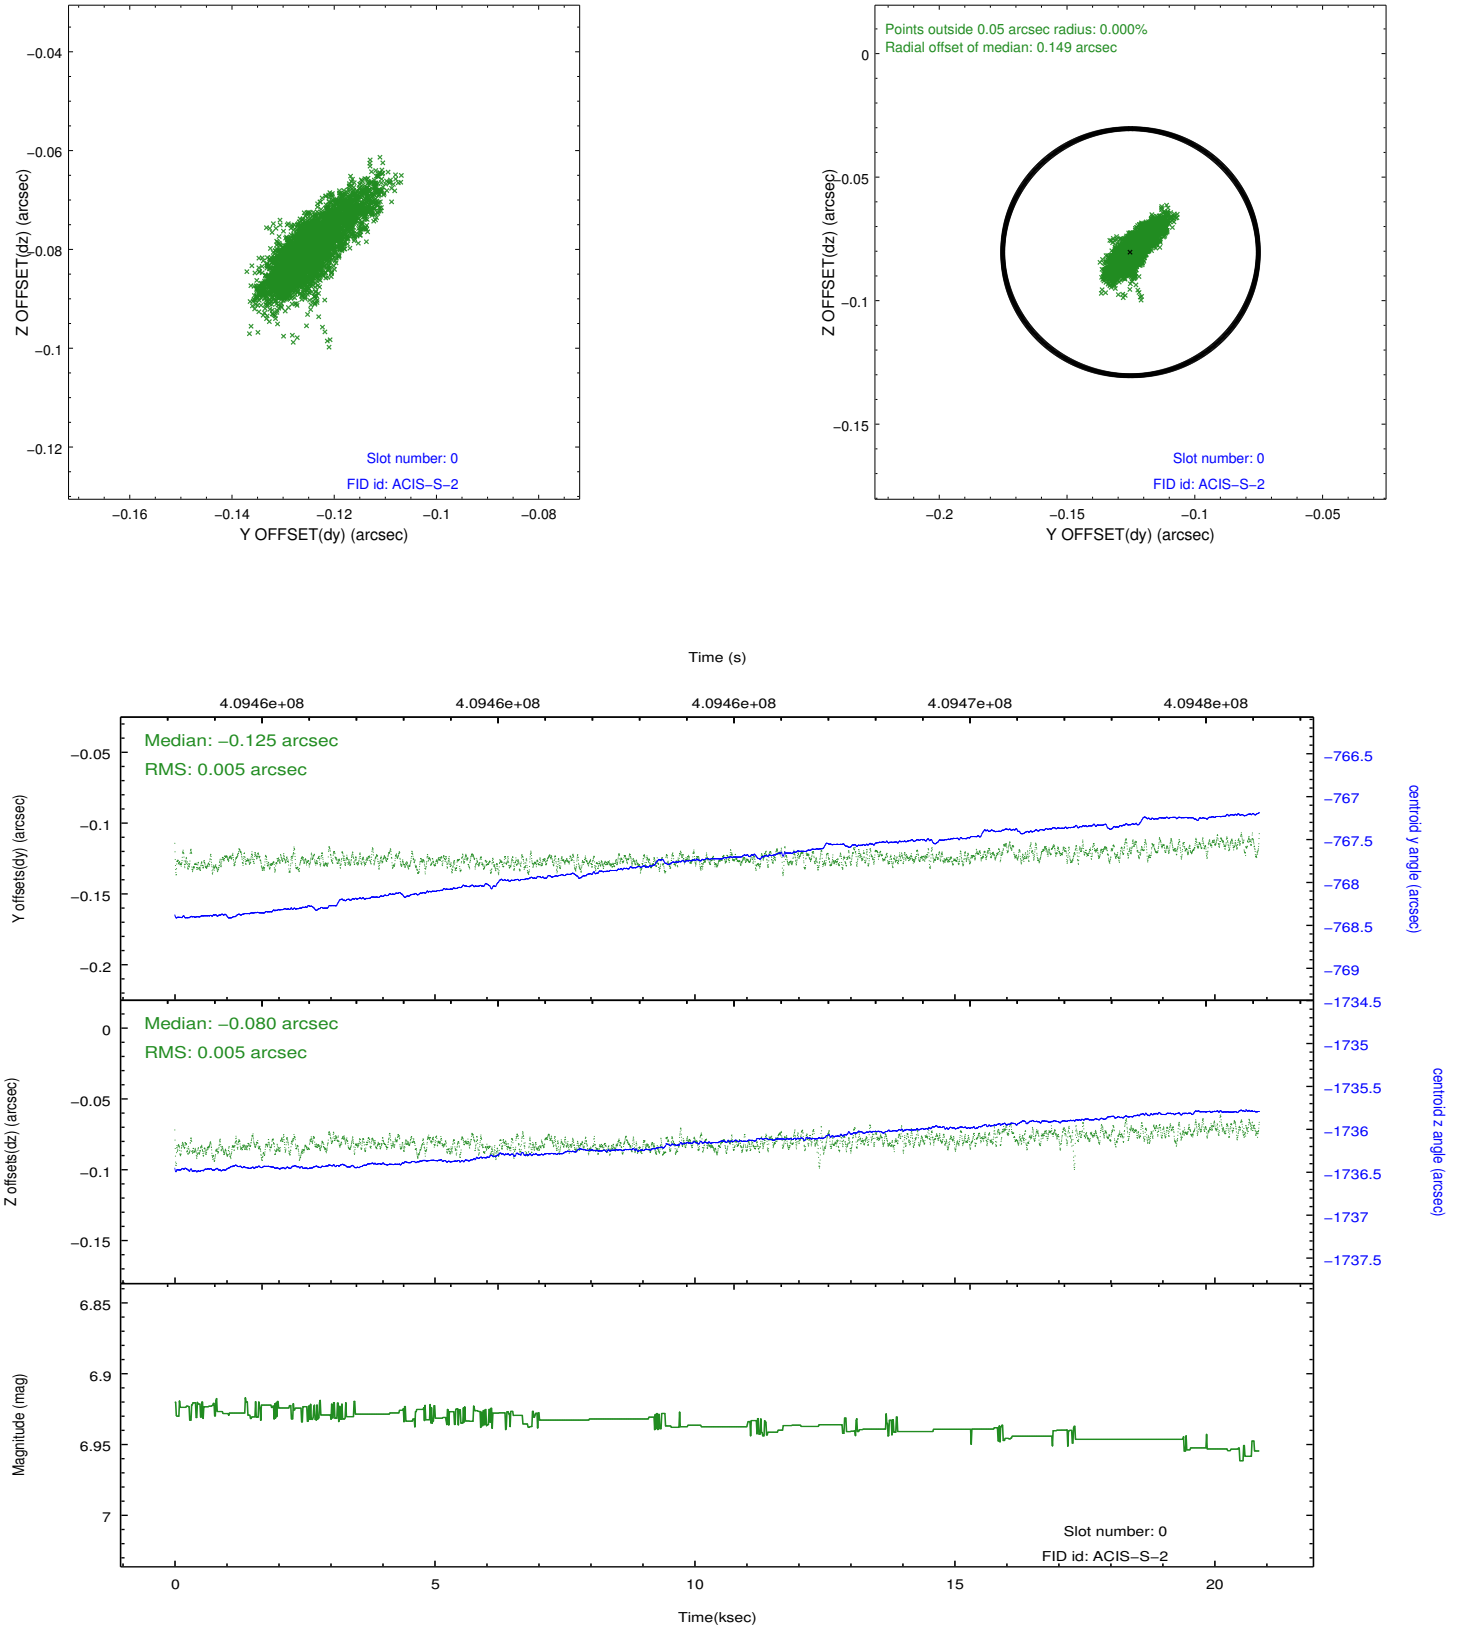 −0.04
−0.06
−0.08
−0.1
−0.12
Z OFFSET(dz) (arcsec)
Slot number: 0
FID id: ACIS−S−2
−0.16 −0.14 −0.12 −0.1 −0.08
Y OFFSET(dy) (arcsec)
Points outside 0.05 arcsec radius: 0.000%
Radial offset of median: 0.149 arcsec
0
−0.05
−0.1
−0.15
Z OFFSET(dz) (arcsec)
Slot number: 0
FID id: ACIS−S−2
−0.2 −0.15 −0.1 −0.05
Y OFFSET(dy) (arcsec)
Time (s)
4.0946e+08 4.0946e+08 4.0946e+08 4.0947e+08 4.0948e+08
Median: −0.125 arcsec
RMS: 0.005 arcsec
−0.05
−0.1
−0.15
−0.2
Y offsets(dy) (arcsec)
−766.5
−767
−767.5
−768
−768.5
−769
centroid y angle (arcsec)
Median: −0.080 arcsec
RMS: 0.005 arcsec
0
−0.05
−0.1
−0.15
Z offsets(dz) (arcsec)
−1734.5
−1735
−1735.5
−1736
−1736.5
−1737
−1737.5
centroid z angle (arcsec)
6.85
6.9
6.95
7
Magnitude (mag)
Slot number: 0
FID id: ACIS−S−2
0 5 10 15 20
Time(ksec)